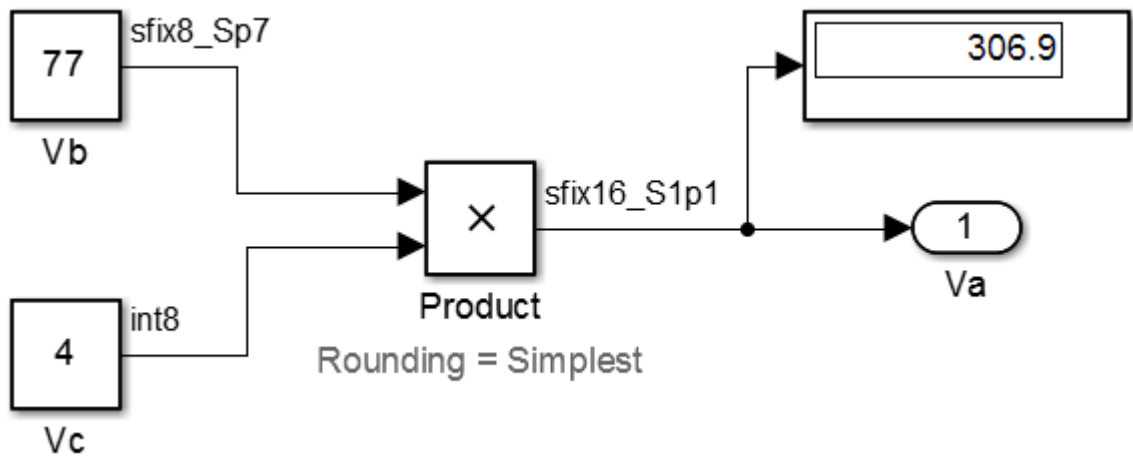 sfix8_Sp7
77
Vb
306.9
sfix16_S1p1
×
Product
1
Va
int8
4
Vc
Rounding = Simplest